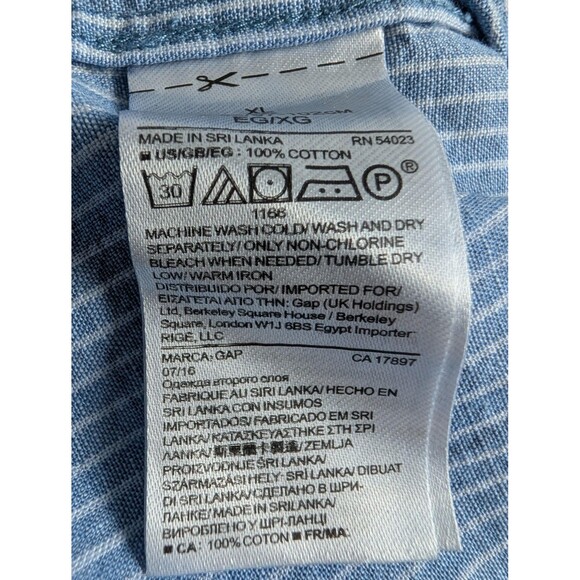 XL
EG/XG
MADE IN SRI LANKA RN 54023
■ US/GB/EG : 100% COTTON
30 P ®
1166
MACHINE WASH COLD/ WASH AND DRY
SEPARATELY/ ONLY NON-CHLORINE
BLEACH WHEN NEEDED/ TUMBLE DRY
LOW/ WARM IRON
DISTRIBUIDO POR/ IMPORTED FOR/
ΕΙΣΑΓΕΤΑΙ ΑΠΟ ΤΗΝ: Gap (UK Holdings)
Ltd, Berkeley Square House / Berkeley
Square, London W1J 6BS Egypt Importer
RIGE, LLC
MARCA: GAP CA 17897
07/16
Одежда второго слоя
FABRIQUE AU SRI LANKA/ HECHO EN
SRI LANKA CON INSUMOS
IMPORTADOS/ FABRICADO EM SRI
LANKA/ ΚΑΤΑΣΚΕΥΑΣΤΗΚΕ ΣΤΗ ΣΡΙ
ΛΑΝΚΑ/ 斯里蘭卡製造/ ZEMLJA
PROIZVODNJE ŠRI LANKA/
SZÁRMAZÁSI HELY- SRI LANKA/ DIBUAT
DI SRI LANKA/ СДЕЛАНО В ШРИ-
ЛАНКЕ/ MADE IN SRI LANKA/
ВИРОБЛЕНО У ШРІ-ЛАНЦІ
■ CA: 100% COTON ■ FR/MA: